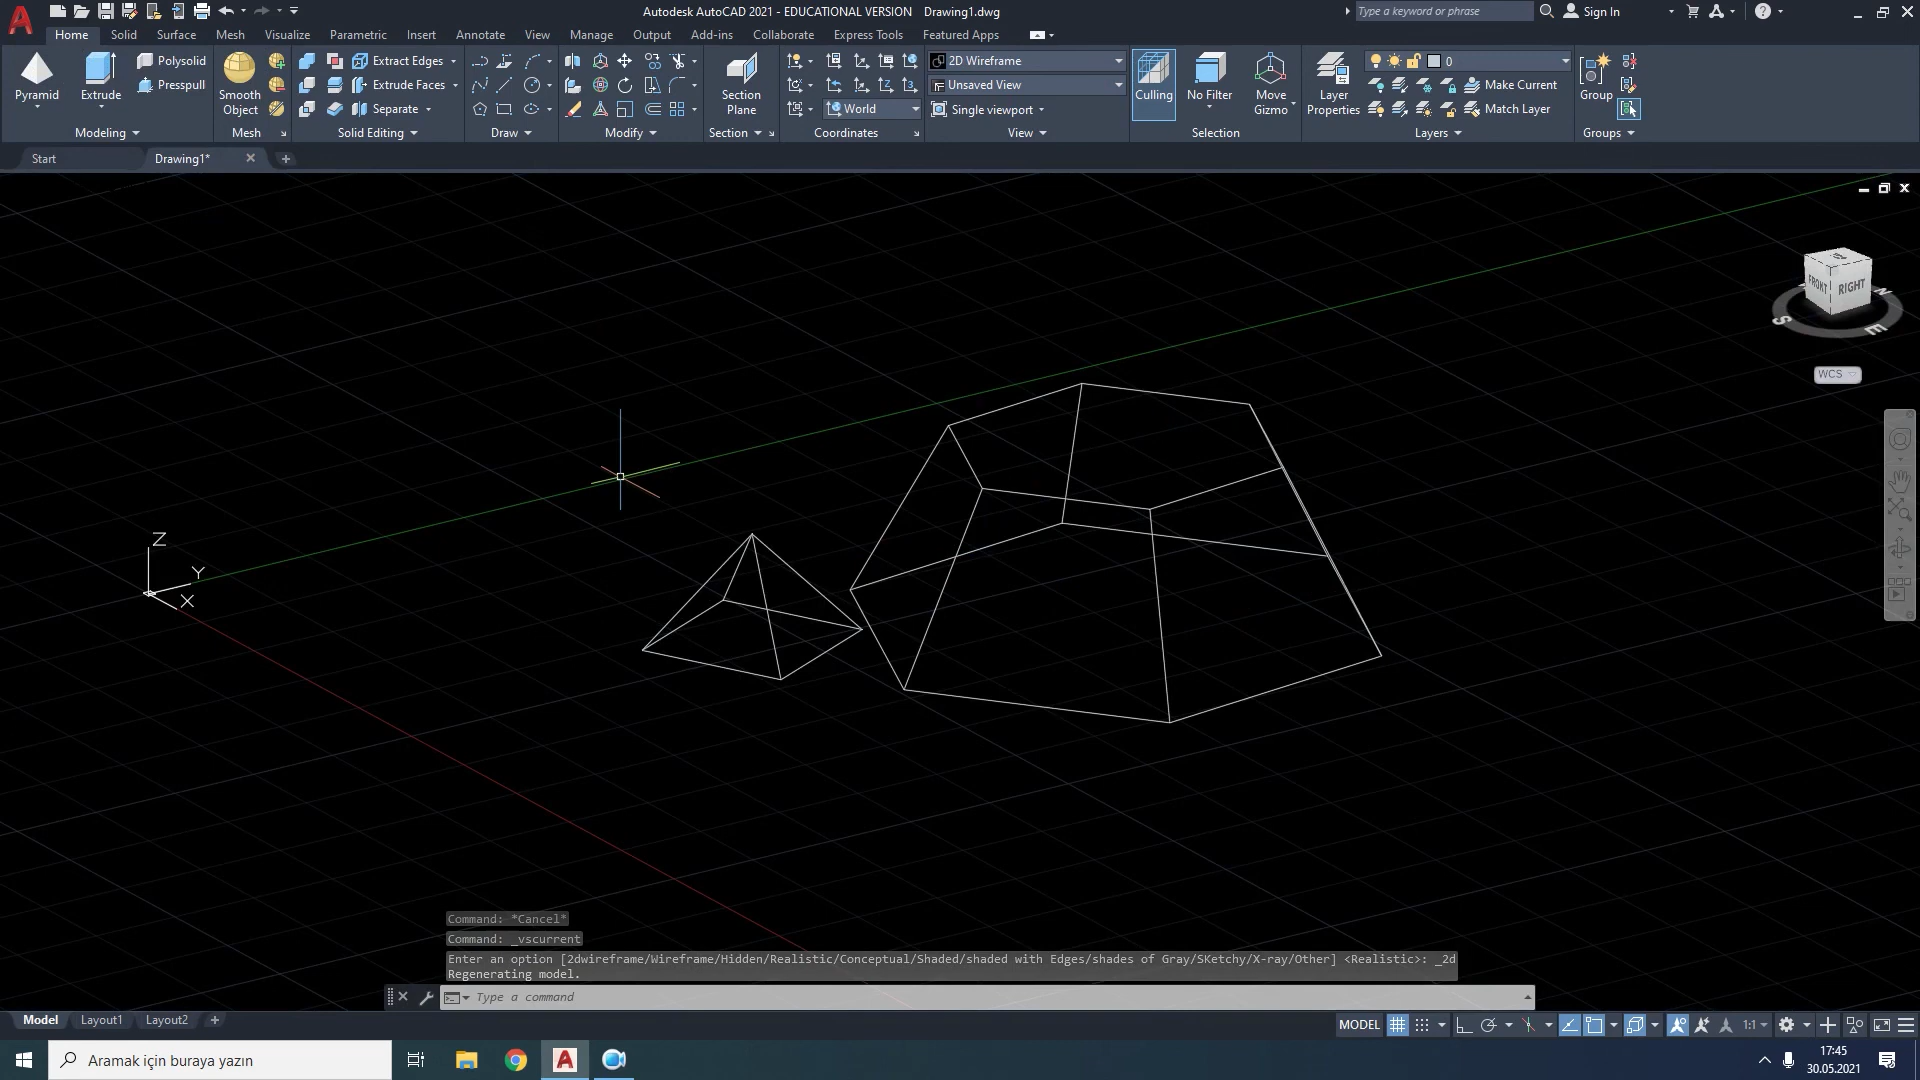 Autodesk AutoCAD 2021 - EDUCATIONAL VERSION Drawing1.dwg
Type a keyword or phrase
Sign In
Home Solid Surface Mesh Visualize Parametric Insert Annotate View Manage Output Add-ins Collaborate Express Tools Featured Apps
Pyramid
Extrude
Polysolid
Presspull
Smooth
Object
Extract Edges
Extrude Faces
Separate
Section
Plane
World
2D Wireframe
Unsaved View
Single viewport
Culling
No Filter
Move
Gizmo
Layer
Properties
0
Make Current
Match Layer
Group
Modeling Mesh Solid Editing Draw Modify Section Coordinates View Selection Layers Groups
Start Drawing1*
TOP
FRONT RIGHT
N
S
E
WCS
Z
Y
X
Command: *Cancel*
Command: _vscurrent
Enter an option [2dwireframe/Wireframe/Hidden/Realistic/Conceptual/Shaded/shaded with Edges/shades of Gray/SKetchy/X-ray/Other] <Realistic>: _2d
Regenerating model.
Type a command
Model Layout1 Layout2
MODEL
1:1
Aramak için buraya yazın
17:45
30.05.2021